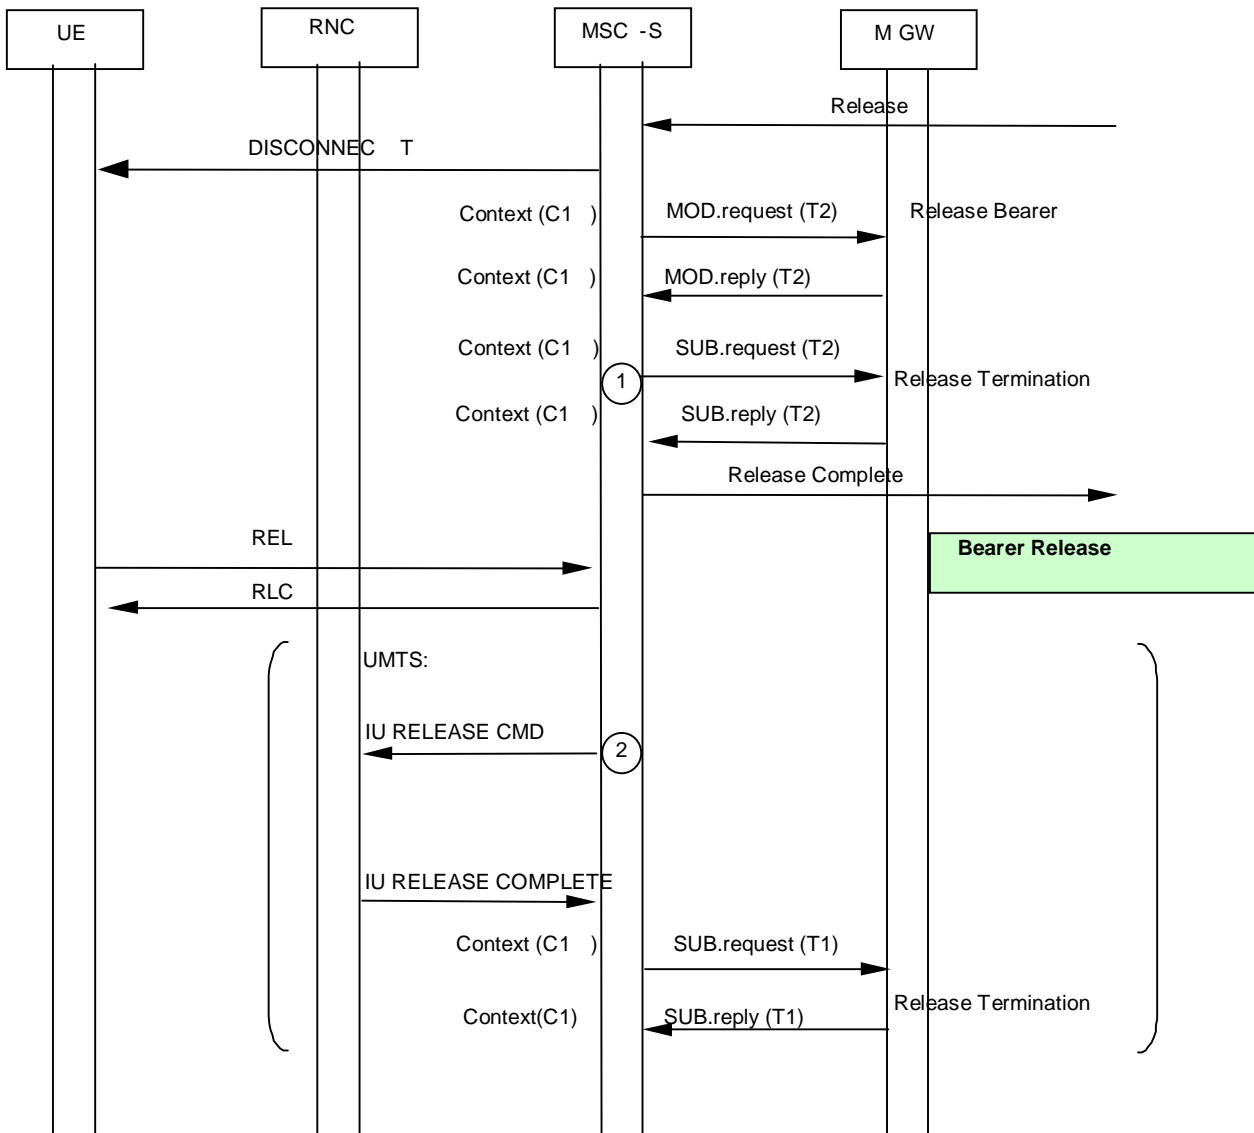 UE
RNC
MSC -S
M GW
Release
DISCONNEC T
Context (C1 )
MOD.request (T2)
Release Bearer
Context (C1 )
MOD.reply (T2)
Context (C1 )
SUB.request (T2)
1
Release Termination
Context (C1 )
SUB.reply (T2)
Release Complete
REL
Bearer Release
RLC
UMTS:
IU RELEASE CMD
2
IU RELEASE COMPLETE
Context (C1 )
SUB.request (T1)
Release Termination
Context(C1)
SUB.reply (T1)